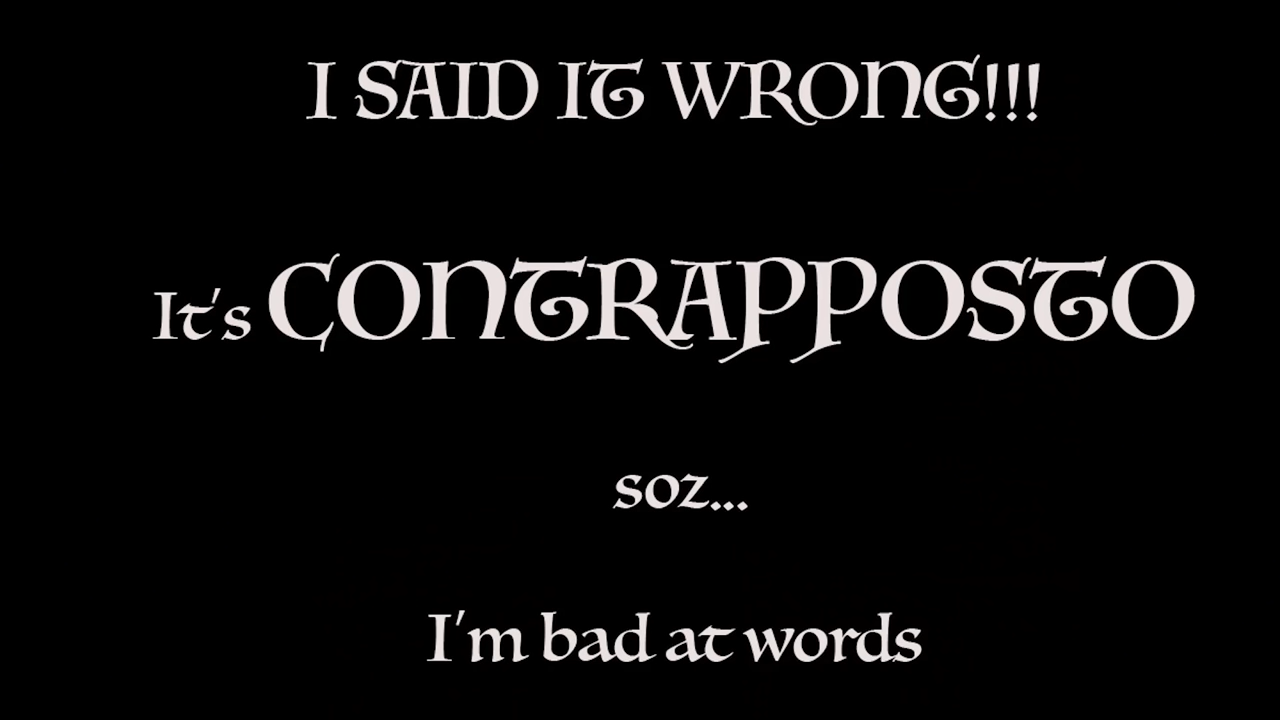 I SAID IT WRONG!!!
It's CONTRAPPOSTO
soz...
I'm bad at words